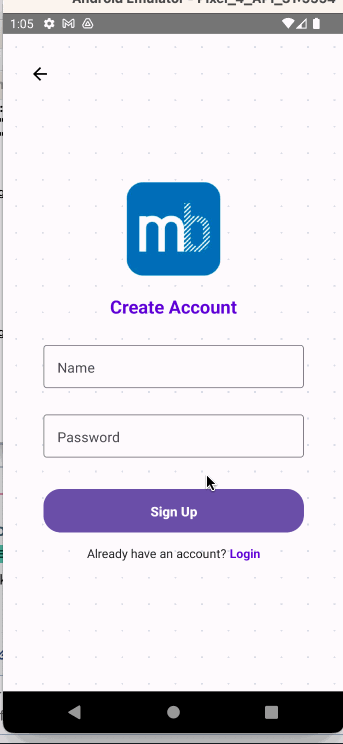 Android Emulator - Pixel_4_API_31:5554
1:05
mb
Create Account
Name
Password
Sign Up
Already have an account? Login